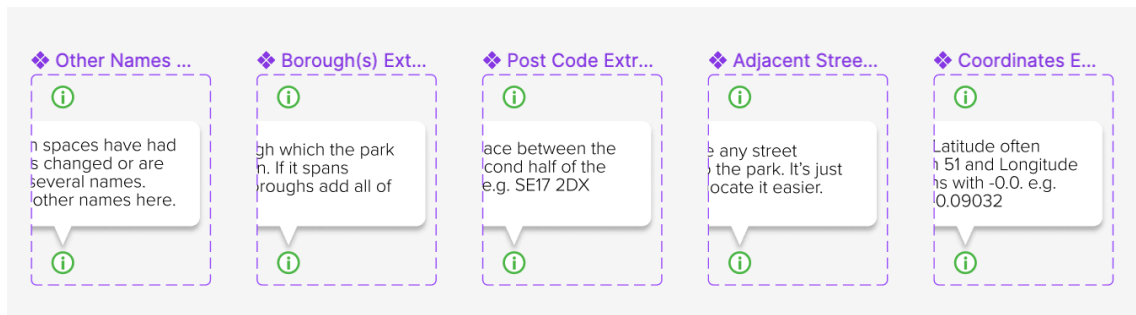 Other Names ...
n spaces have had
s changed or are
several names.
other names here.
Borough(s) Ext...
gh which the park
n. If it spans
oroughs add all of
Post Code Extr...
ace between the
cond half of the
e.g. SE17 2DX
Adjacent Stree...
e any street
the park. It's just
ocate it easier.
Coordinates E...
Latitude often
51 and Longitude
ns with -0.0. e.g.
0.09032